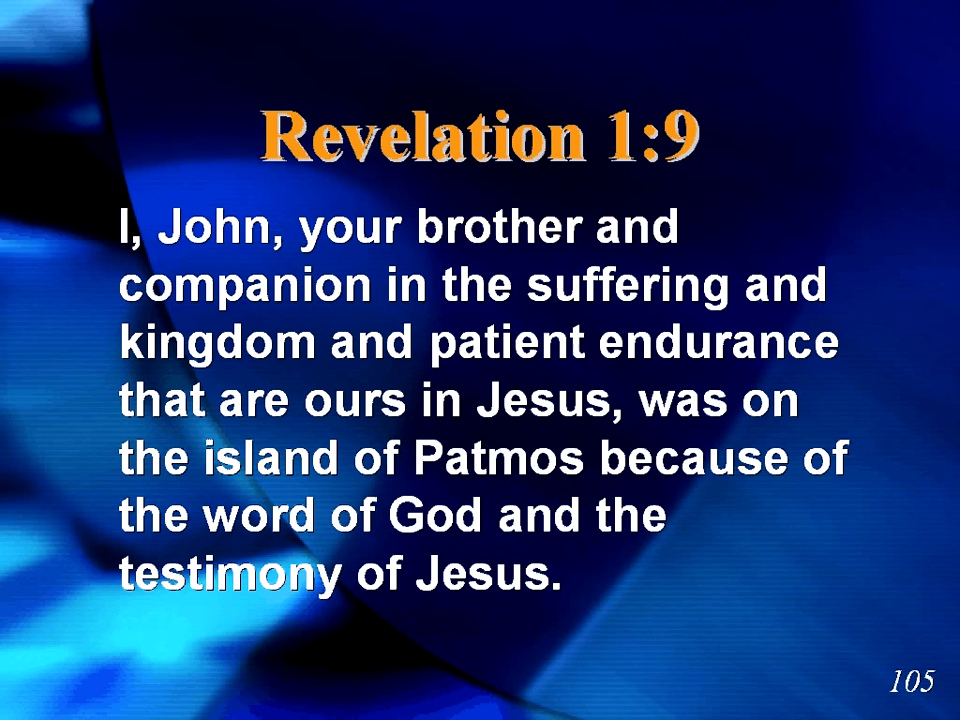 Revelation 1:9
I, John, your brother and
companion in the suffering and
kingdom and patient endurance
that are ours in Jesus, was on
the island of Patmos because of
the word of God and the
testimony of Jesus.
105